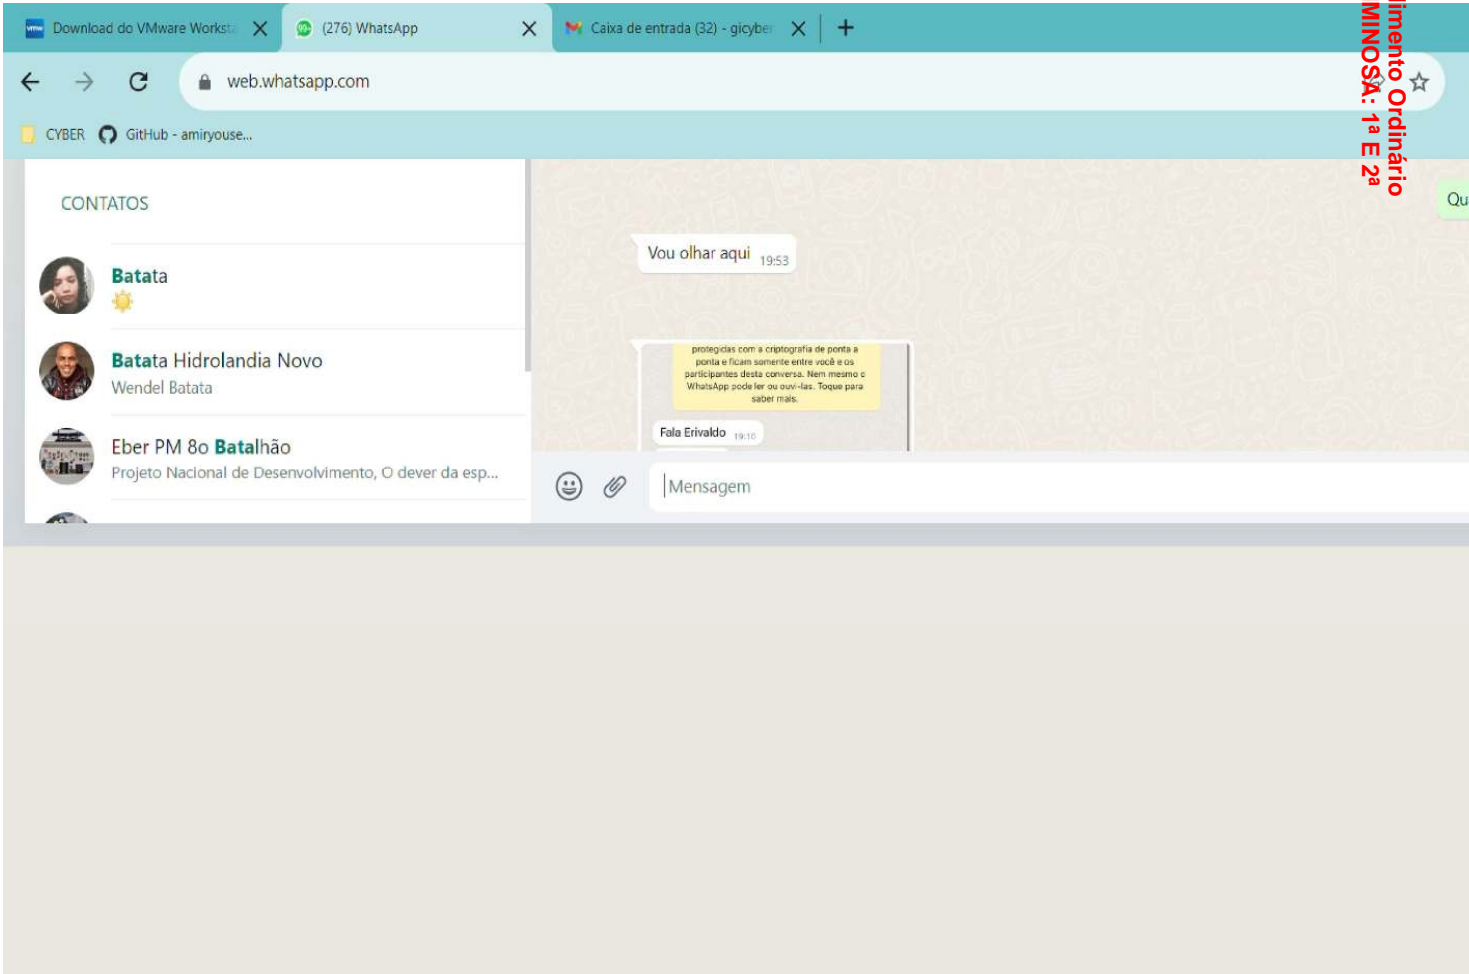 Download do VMware Workst
(276) WhatsApp
Caixa de entrada (32) - gicyber
web.whatsapp.com
CYBER
GitHub - amiryouse...
CONTATOS
Batata
Batata Hidrolandia Novo
Wendel Batata
Eber PM 8o Batalhão
Projeto Nacional de Desenvolvimento, O dever da esp...
Qu
Vou olhar aqui 19:53
protegidas com a criptografia de ponta a
ponta e ficam somente entre você e os
participantes desta conversa. Nem mesmo o
WhatsApp pode ler ou ouvi-las. Toque para
saber mais.
Fala Erivaldo 19:10
Mensagem
limento Ordinário
MINOSA: 1ª E 2ª